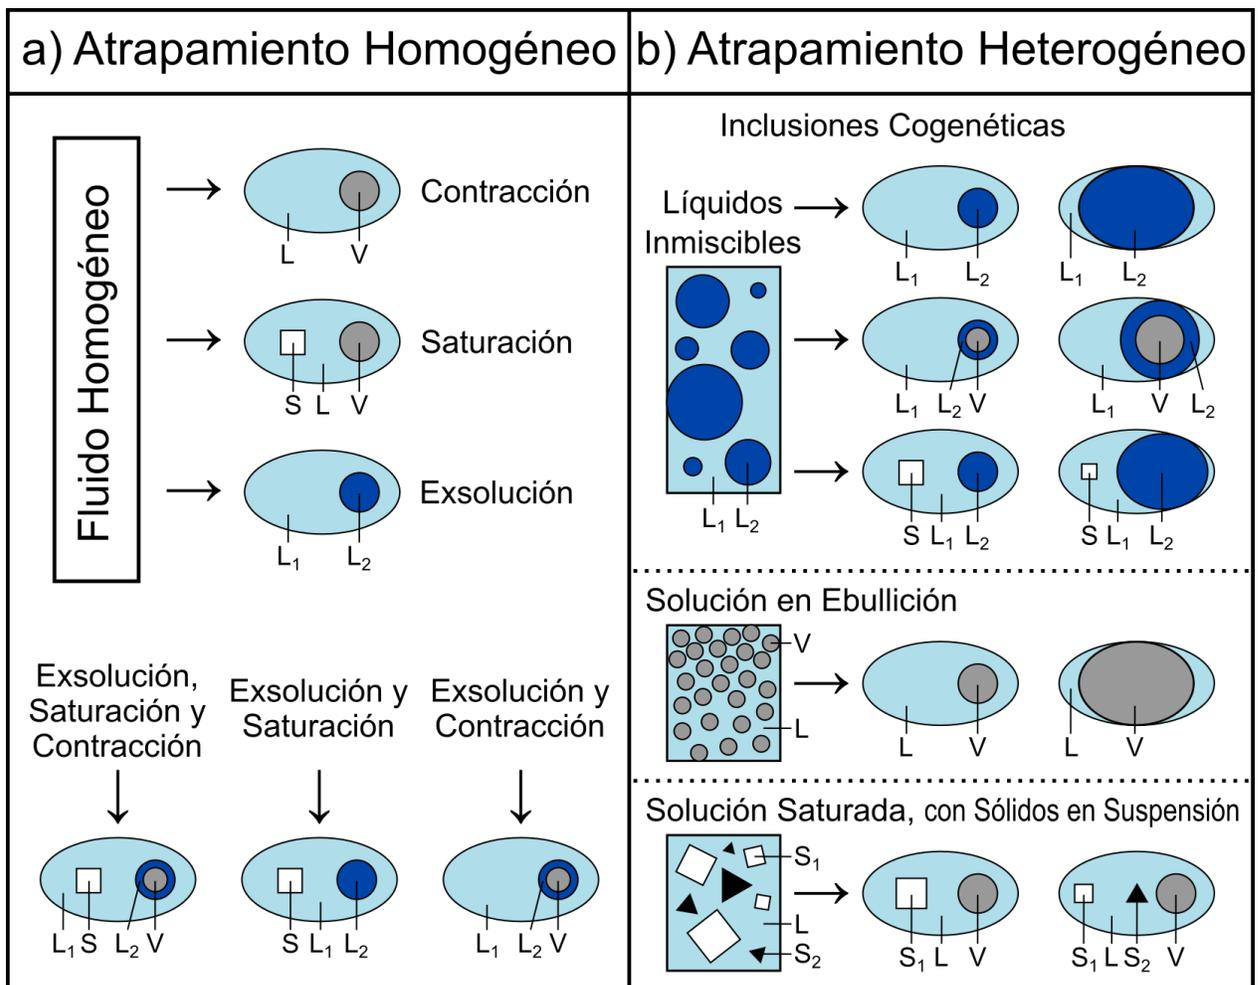 a) Atrapamiento Homogéneo
Fluido Homogéneo
Contracción
L V
Saturación
S L V
Exsolución
L₁ L₂
Exsolución,
Saturación y
Contracción
L₁ S L₂ V
Exsolución y
Saturación
S L₁ L₂
Exsolución y
Contracción
L₁ L₂ V
b) Atrapamiento Heterogéneo
Inclusiones Cogenéticas
Líquidos
Inmiscibles
L₁ L₂
L₁ L₂
L₁ L₂
L₁ L₂ V
L₁ V L₂
S L₁ L₂
S L₁ L₂
Solución en Ebullición
V
L
L V
L V
Solución Saturada, con Sólidos en Suspensión
S₁
L
S₂
S₁ L V
S₁ L S₂ V